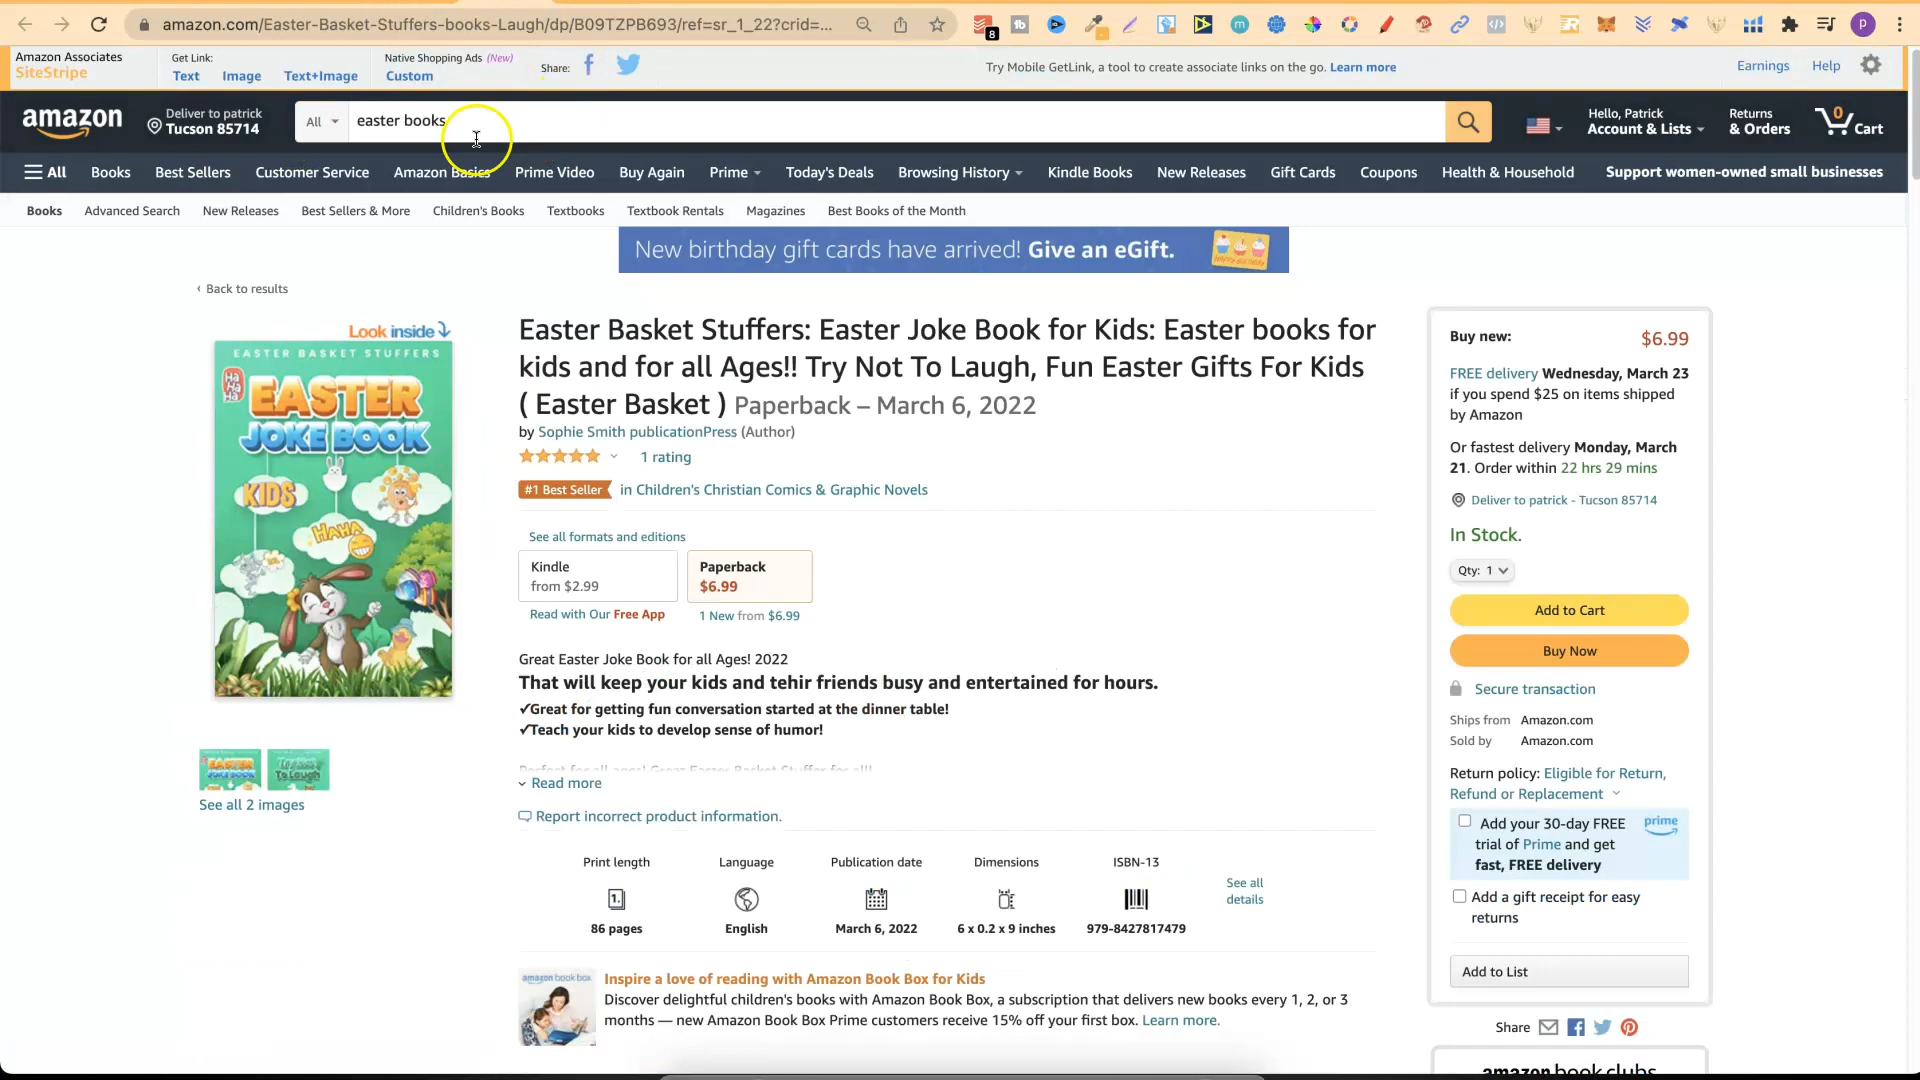 amazon.com/Easter-Basket-Stuffers-books-Laugh/dp/B09TZPB693/ref=sr_1_22?crid=...
8
Amazon Associates
SiteStripe
Get Link:
Text Image Text+Image
Native Shopping Ads (New)
Custom
Share:
Try Mobile GetLink, a tool to create associate links on the go. Learn more
Earnings Help
amazon
Deliver to patrick
Tucson 85714
All
easter books
Hello, Patrick
Account & Lists
Returns
& Orders
0
Cart
All Books Best Sellers Customer Service Amazon Basics Prime Video Buy Again Prime Today's Deals Browsing History Kindle Books New Releases Gift Cards Coupons Health & Household Support women-owned small businesses
Books Advanced Search New Releases Best Sellers & More Children's Books Textbooks Textbook Rentals Magazines Best Books of the Month
New birthday gift cards have arrived! Give an eGift.
‹ Back to results
Look inside
EASTER BASKET STUFFERS
Ha Ha Ha
EASTER
JOKE BOOK
KIDS
HAHA
See all 2 images
Easter Basket Stuffers: Easter Joke Book for Kids: Easter books for
kids and for all Ages!! Try Not To Laugh, Fun Easter Gifts For Kids
( Easter Basket ) Paperback – March 6, 2022
by Sophie Smith publicationPress (Author)
1 rating
#1 Best Seller in Children's Christian Comics & Graphic Novels
See all formats and editions
Kindle
from $2.99
Paperback
$6.99
Read with Our Free App
1 New from $6.99
Great Easter Joke Book for all Ages! 2022
That will keep your kids and tehir friends busy and entertained for hours.
✓Great for getting fun conversation started at the dinner table!
✓Teach your kids to develop sense of humor!
Perfect for all ages! Great Easter Basket Stuffer for all!
Read more
Report incorrect product information.
Print length Language Publication date Dimensions ISBN-13
See all
details
1.
86 pages English March 6, 2022 6 x 0.2 x 9 inches 979-8427817479
amazon book box
Inspire a love of reading with Amazon Book Box for Kids
Discover delightful children's books with Amazon Book Box, a subscription that delivers new books every 1, 2, or 3
months — new Amazon Book Box Prime customers receive 15% off your first box. Learn more.
Buy new: $6.99
FREE delivery Wednesday, March 23
if you spend $25 on items shipped
by Amazon
Or fastest delivery Monday, March
21. Order within 22 hrs 29 mins
Deliver to patrick - Tucson 85714
In Stock.
Qty: 1
Add to Cart
Buy Now
Secure transaction
Ships from Amazon.com
Sold by Amazon.com
Return policy: Eligible for Return,
Refund or Replacement
Add your 30-day FREE
trial of Prime and get
fast, FREE delivery
prime
Add a gift receipt for easy
returns
Add to List
Share
amazon book clubs